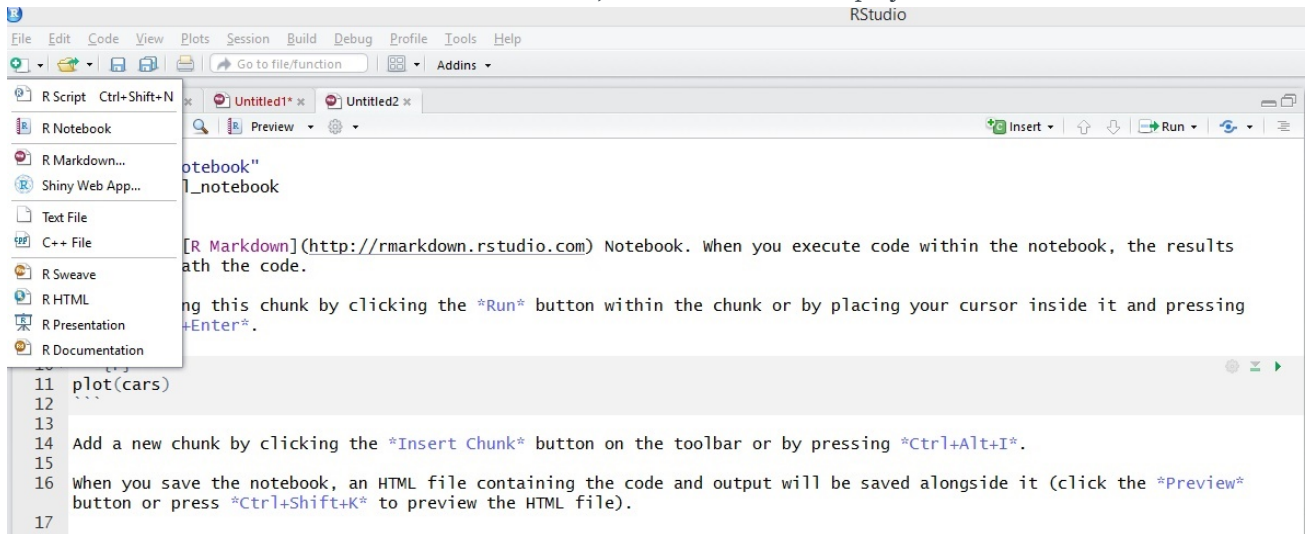 RStudio
File Edit Code View Plots Session Build Debug Profile Tools Help
Go to file/function Addins
R Script Ctrl+Shift+N
Untitled1* × Untitled2 ×
R Notebook
Preview Insert Run
R Markdown...
Shiny Web App...
Text File
C++ File
R Sweave
R HTML
R Presentation
R Documentation
otebook"
l_notebook
[R Markdown](http://rmarkdown.rstudio.com) Notebook. When you execute code within the notebook, the results
ath the code.
ng this chunk by clicking the *Run* button within the chunk or by placing your cursor inside it and pressing
+Enter*.
11 plot(cars)
12 ```
13
14 Add a new chunk by clicking the *Insert Chunk* button on the toolbar or by pressing *Ctrl+Alt+I*.
15
16 When you save the notebook, an HTML file containing the code and output will be saved alongside it (click the *Preview*
button or press *Ctrl+Shift+K* to preview the HTML file).
17